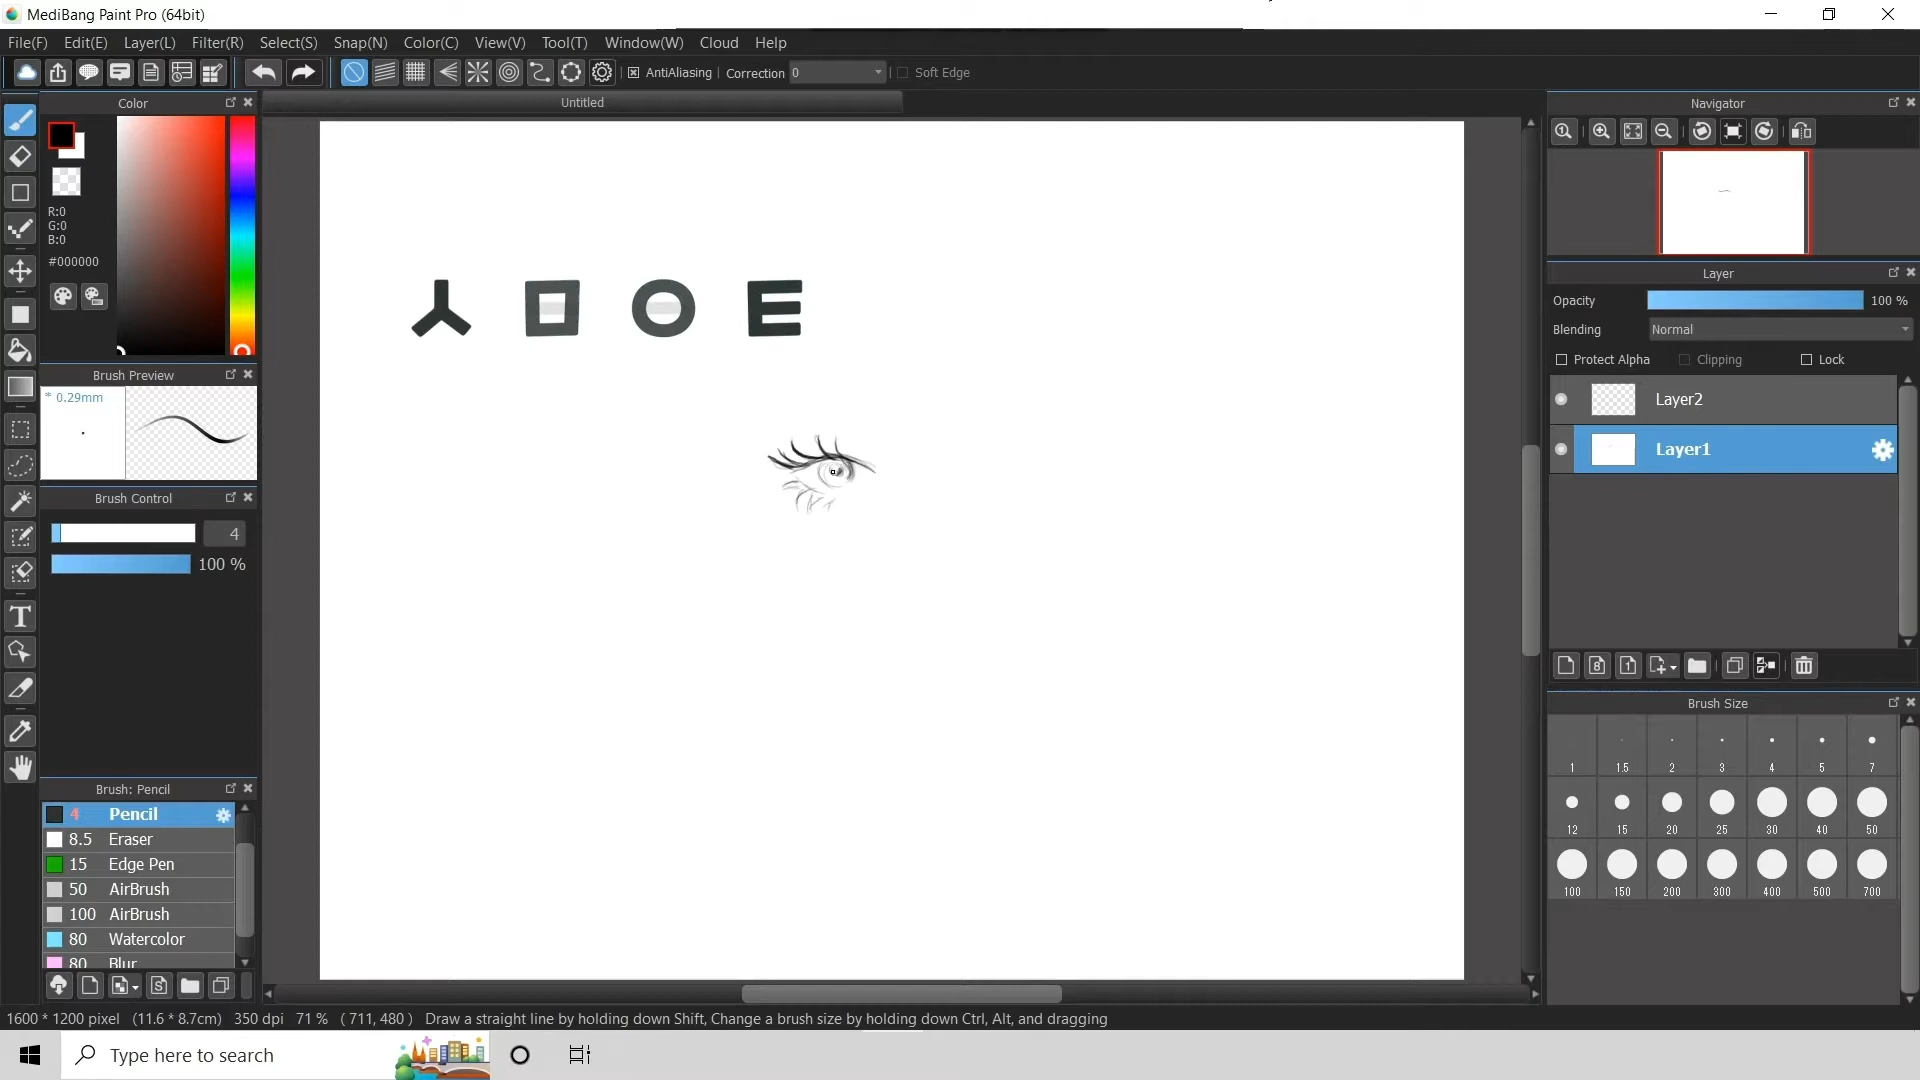 MediBang Paint Pro (64bit)
File(F) Edit(E) Layer(L) Filter(R) Select(S) Snap(N) Color(C) View(V) Tool(T) Window(W) Cloud Help
AntiAliasing Correction 0 Soft Edge
Color
R:0
G:0
B:0
#000000
Brush Preview
* 0.29mm
Brush Control
4
100 %
Brush: Pencil
4 Pencil
8.5 Eraser
15 Edge Pen
50 AirBrush
100 AirBrush
80 Watercolor
80 Blur
Untitled
ㅅㅁㅇㅌ
Navigator
Layer
Opacity 100 %
Blending Normal
Protect Alpha Clipping Lock
Layer2
Layer1
Brush Size
1 1.5 2 3 4 5 7
12 15 20 25 30 40 50
100 150 200 300 400 500 700
1600 * 1200 pixel (11.6 * 8.7cm) 350 dpi 71 % ( 711, 480 ) Draw a straight line by holding down Shift, Change a brush size by holding down Ctrl, Alt, and dragging
Type here to search